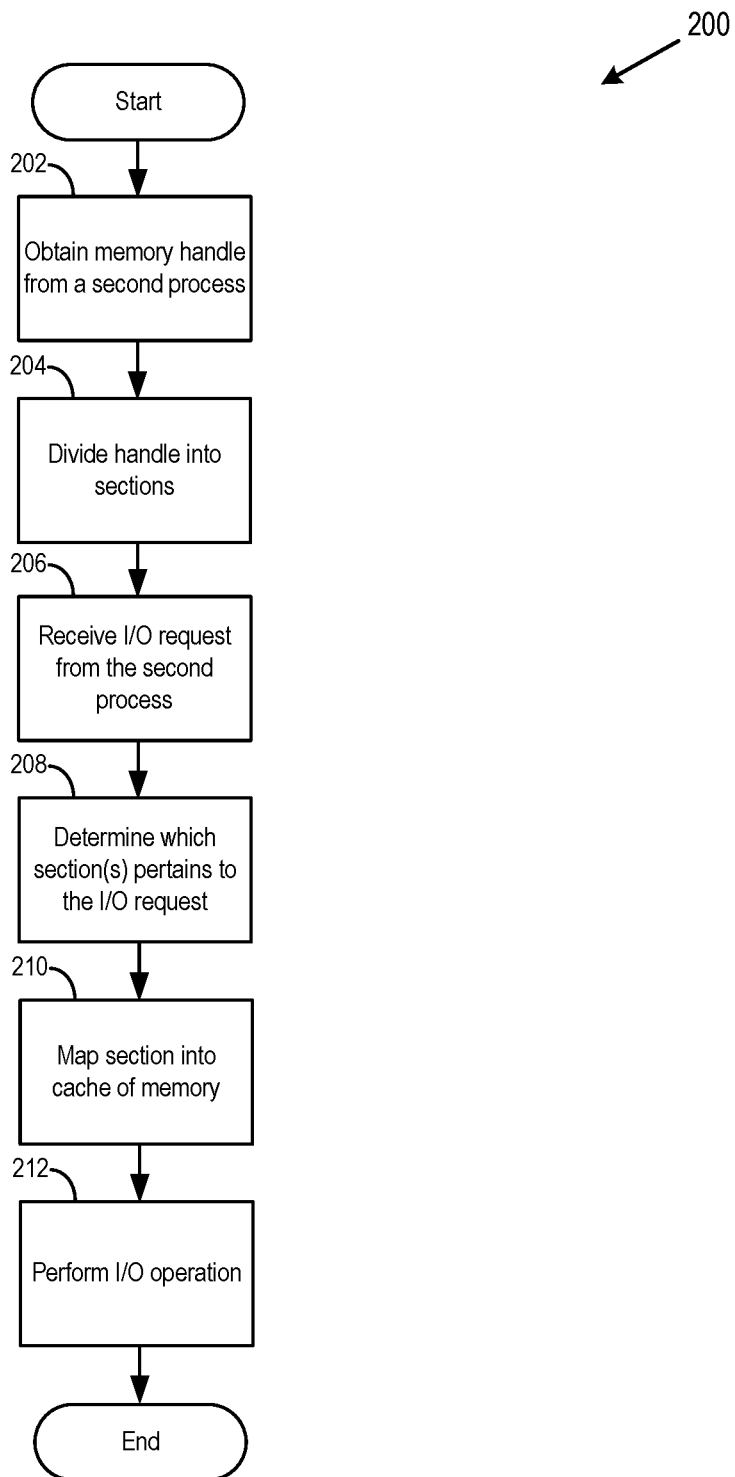 200
Start
202
Obtain memory handle
from a second process
204
Divide handle into
sections
206
Receive I/O request
from the second
process
208
Determine which
section(s) pertains to
the I/O request
210
Map section into
cache of memory
212
Perform I/O operation
End